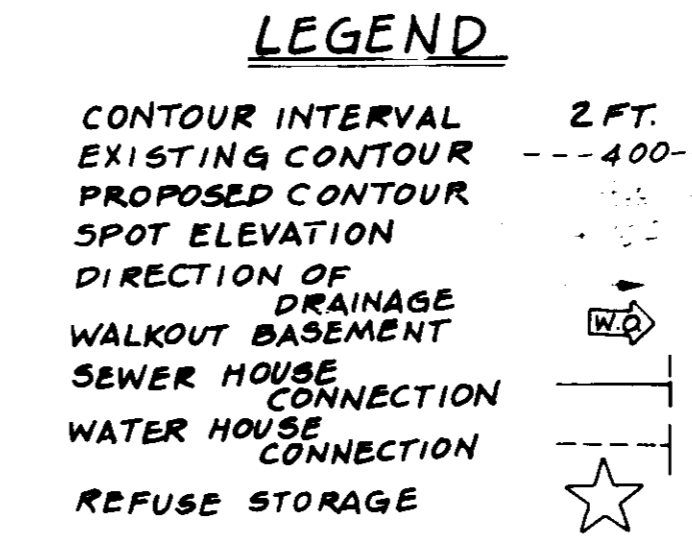 LEGEND
CONTOUR INTERVAL 2 FT.
EXISTING CONTOUR ---400-
PROPOSED CONTOUR
SPOT ELEVATION
DIRECTION OF
DRAINAGE
WALKOUT BASEMENT W.O.
SEWER HOUSE
CONNECTION
WATER HOUSE
CONNECTION
REFUSE STORAGE